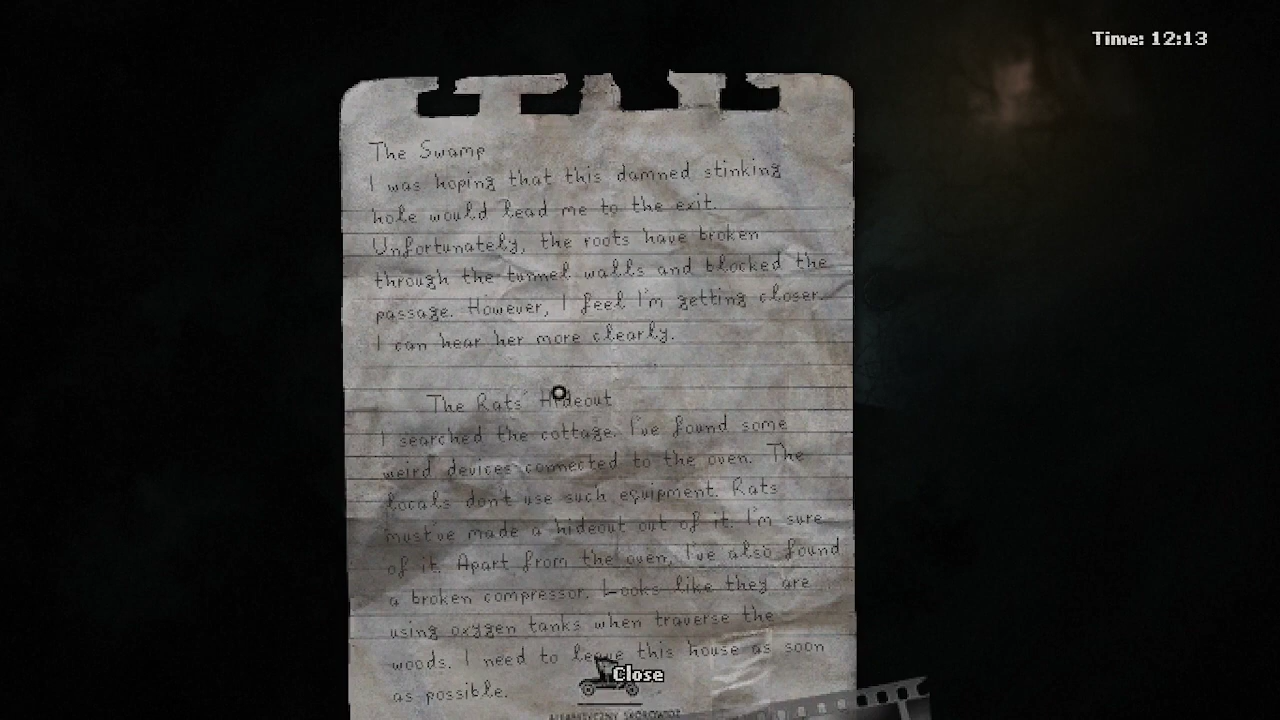 Time: 12:13
The Swamp
I was hoping that this damned stinking
hole would lead me to the exit.
Unfortunately, the roots have broken
through the tunnel walls and blocked the
passage. However, I feel I'm getting closer.
I can hear her more clearly.
The Rats' Hideout
I searched the cottage. I've found some
weird devices connected to the oven. The
locals don't use such equipment. Rats
must've made a hideout out of it. I'm sure
of it. Apart from the oven, I've also found
a broken compressor. Looks like they are
using oxygen tanks when traverse the
woods. I need to leave this house as soon
Close
as possible.